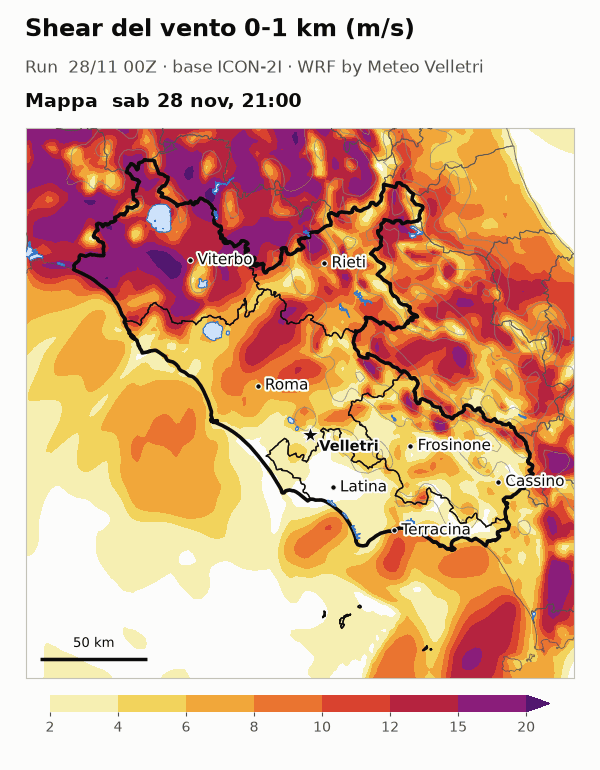 Shear del vento 0-1 km (m/s)
Run 28/11 00Z · base ICON-2I · WRF by Meteo Velletri
Mappa sab 28 nov, 21:00
Viterbo
Rieti
Roma
Velletri
Frosinone
Cassino
Latina
Terracina
50 km
2 4 6 8 10 12 15 20